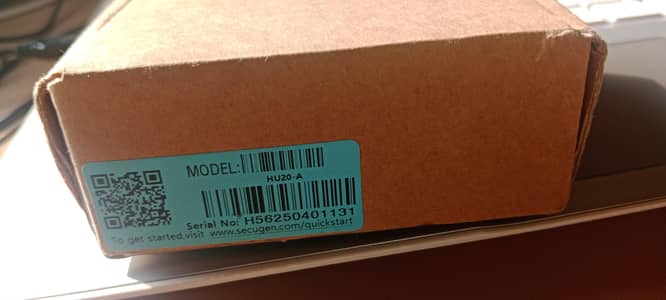 MODEL:
HU20-A
Serial No: H56250401131
To get started,visit www.secugen.com/quickstart